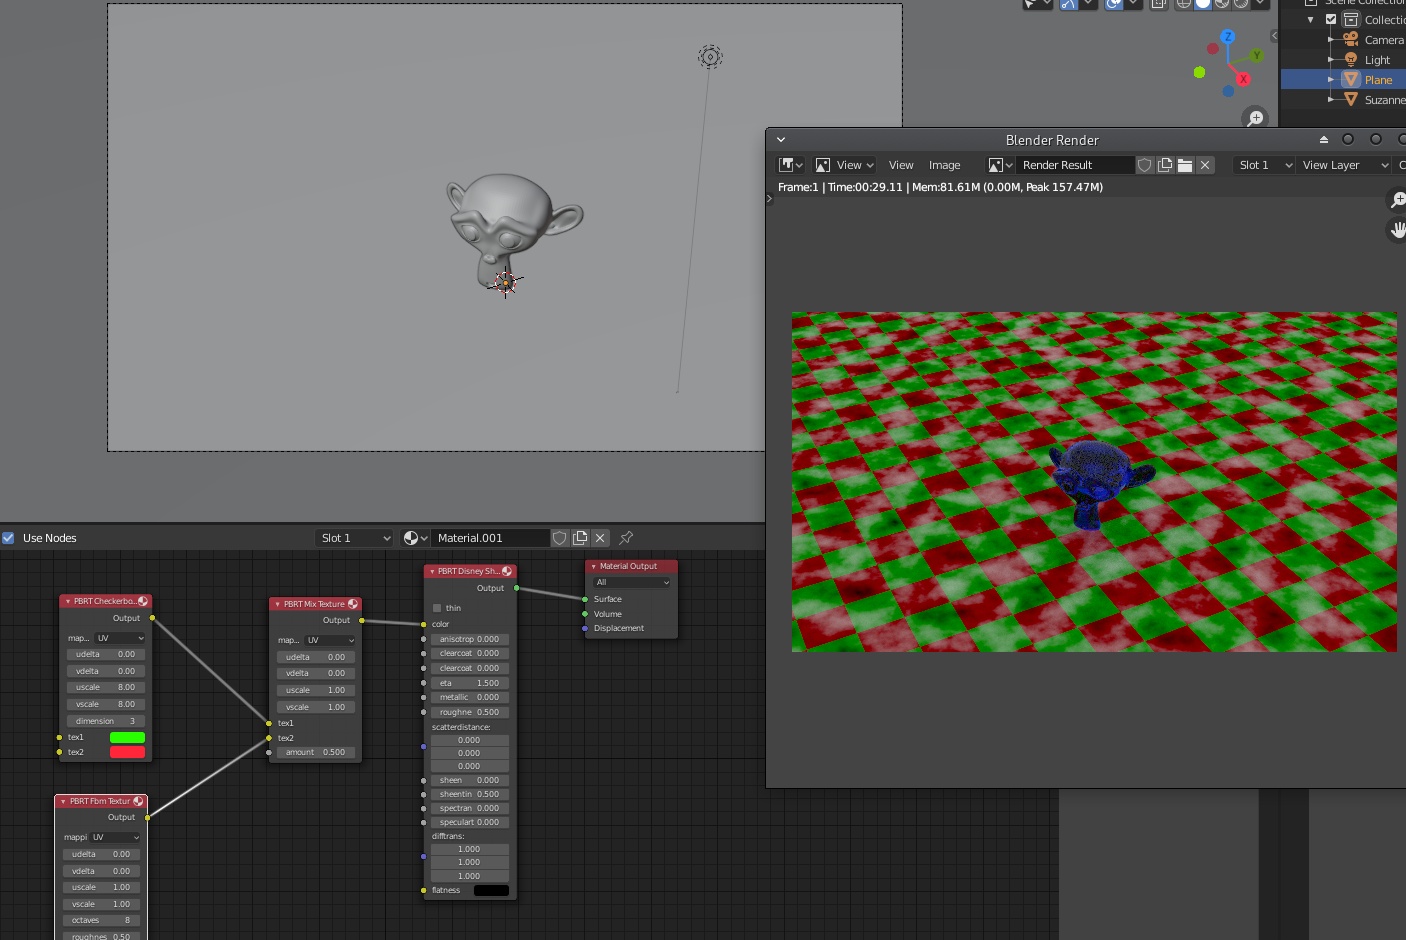 Scene Collection
Z
Y
X
Collectio
Camera
Light
Plane
Suzanne
Blender Render
View
View
Image
Render Result
Slot 1
View Layer
Frame:1 | Time:00:29.11 | Mem:81.61M (0.00M, Peak 157.47M)
Use Nodes
Slot 1
Material.001
PBRT Checkerbo...
Output
map... UV
udelta 0.00
vdelta 0.00
uscale 8.00
vscale 8.00
dimension 3
tex1
tex2
PBRT Fbm Textur
Output
mappi UV
udelta 0.00
vdelta 0.00
uscale 1.00
vscale 1.00
octaves 8
roughnes 0.50
PBRT Mix Texture
Output
map... UV
udelta 0.00
vdelta 0.00
uscale 1.00
vscale 1.00
tex1
tex2
amount 0.500
PBRT Disney Sh...
Output
thin
color
anisotrop 0.000
clearcoat 0.000
clearcoat 0.000
eta 1.500
metallic 0.000
roughne 0.500
scatterdistance:
0.000
0.000
0.000
sheen 0.000
sheentin 0.500
spectran 0.000
speculart 0.000
difftrans:
1.000
1.000
1.000
flatness
Material Output
All
Surface
Volume
Displacement